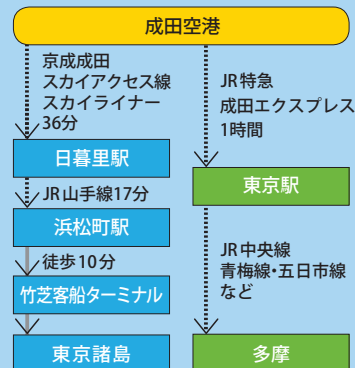 成田空港
京成成田
スカイアクセス線
スカイライナー
36分
日暮里駅
JR山手線17分
浜松町駅
徒歩10分
竹芝客船ターミナル
東京諸島
JR特急
成田エクスプレス
1時間
東京駅
JR中央線
青梅線・五日市線
など
多摩